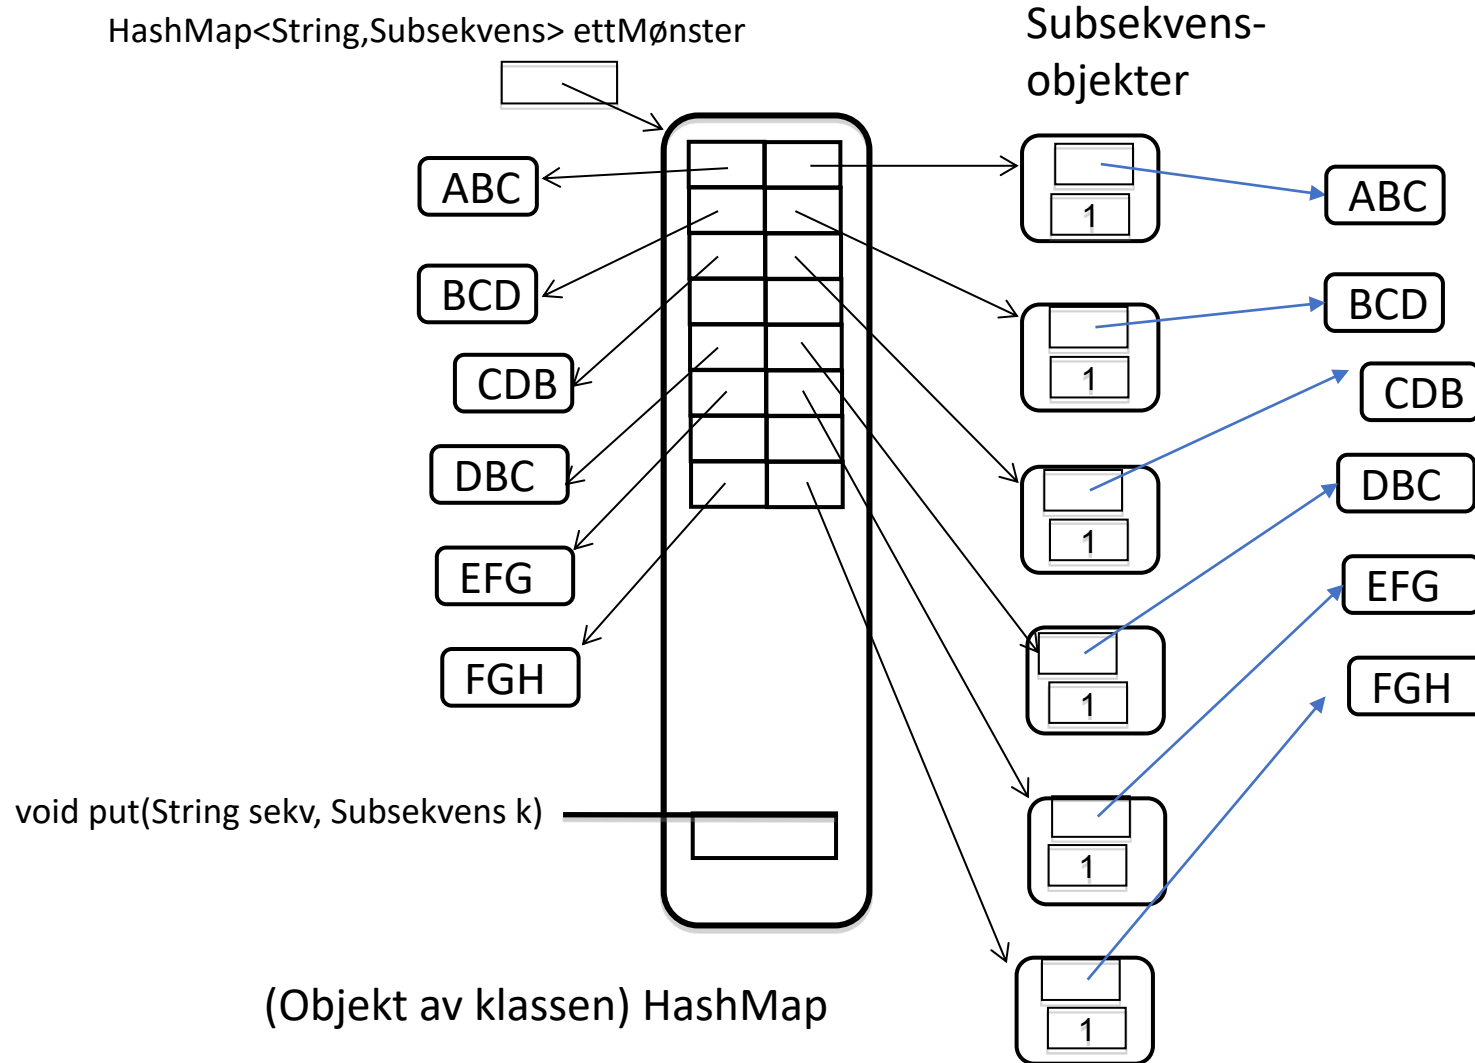 HashMap<String,Subsekvens> ettMønster
Subsekvens-
objekter
ABC
BCD
CDB
DBC
EFG
FGH
1
1
1
1
1
1
ABC
BCD
CDB
DBC
EFG
FGH
void put(String sekv, Subsekvens k)
(Objekt av klassen) HashMap